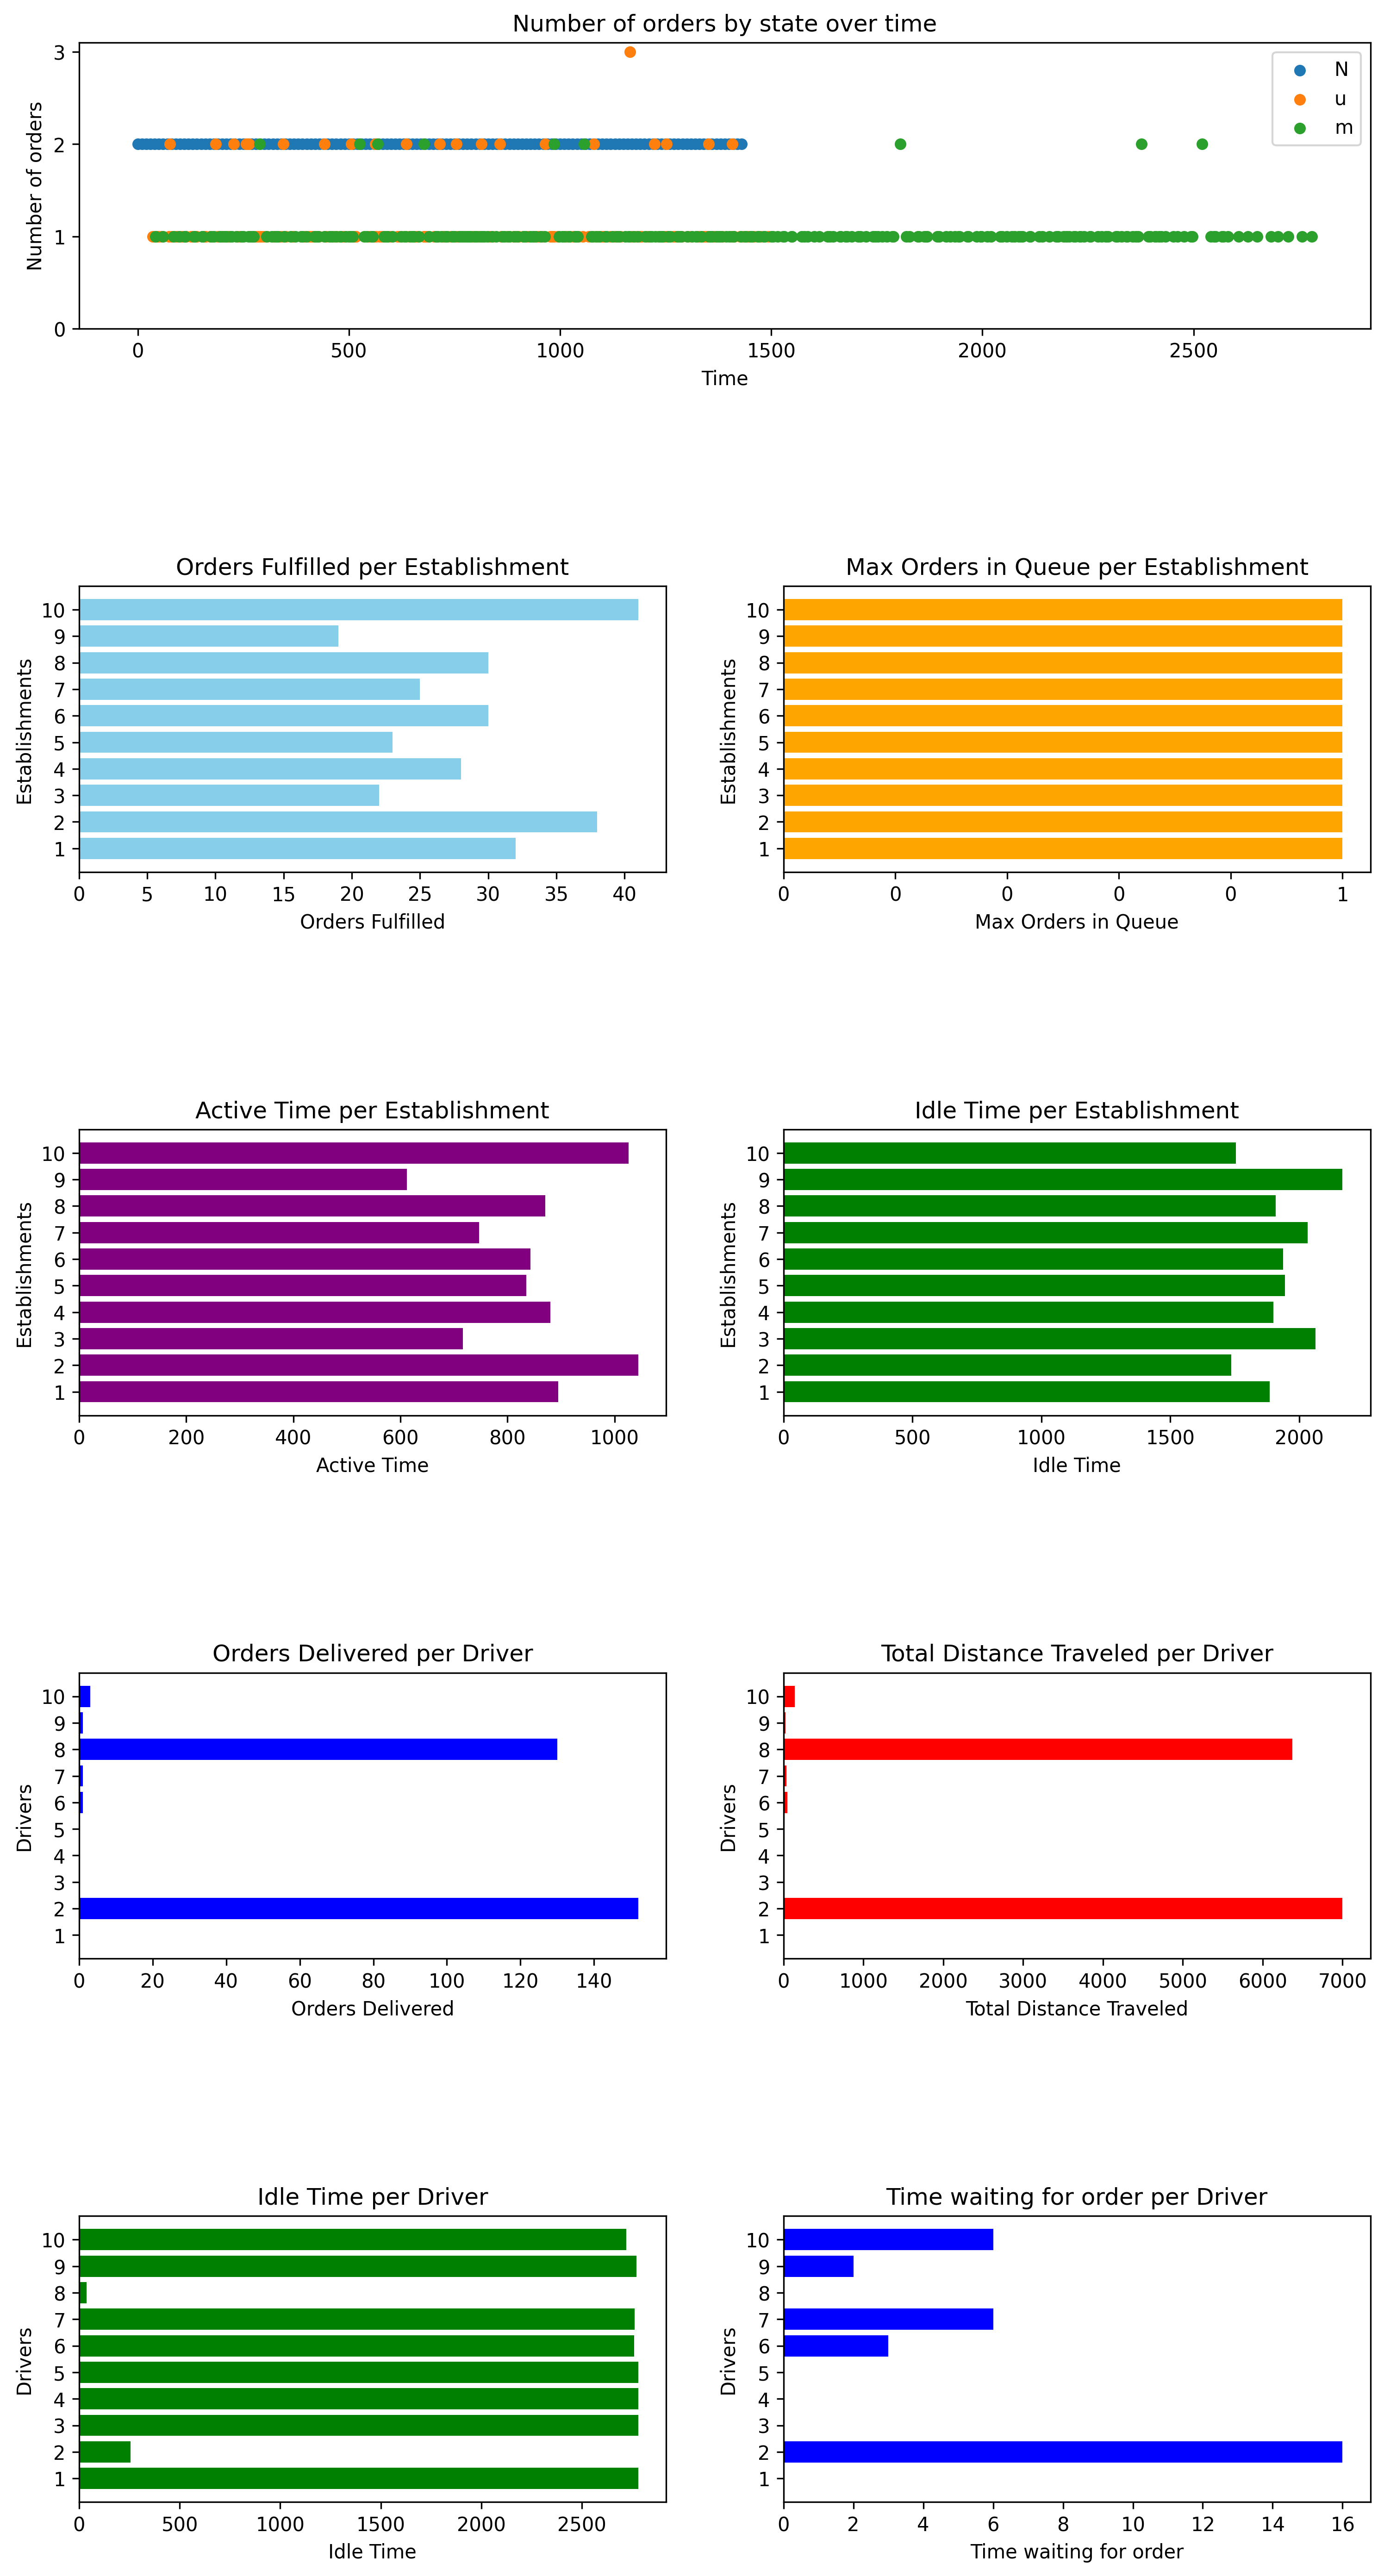 Number of orders by state over time
Number of orders
3
2
1
0
N
u
m
0 500 1000 1500 2000 2500
Time
Orders Fulfilled per Establishment
Establishments
10
9
8
7
6
5
4
3
2
1
0 5 10 15 20 25 30 35 40
Orders Fulfilled
Max Orders in Queue per Establishment
Establishments
10
9
8
7
6
5
4
3
2
1
0 0 0 0 0 1
Max Orders in Queue
Active Time per Establishment
Establishments
10
9
8
7
6
5
4
3
2
1
0 200 400 600 800 1000
Active Time
Idle Time per Establishment
Establishments
10
9
8
7
6
5
4
3
2
1
0 500 1000 1500 2000
Idle Time
Orders Delivered per Driver
Drivers
10
9
8
7
6
5
4
3
2
1
0 20 40 60 80 100 120 140
Orders Delivered
Total Distance Traveled per Driver
Drivers
10
9
8
7
6
5
4
3
2
1
0 1000 2000 3000 4000 5000 6000 7000
Total Distance Traveled
Idle Time per Driver
Drivers
10
9
8
7
6
5
4
3
2
1
0 500 1000 1500 2000 2500
Idle Time
Time waiting for order per Driver
Drivers
10
9
8
7
6
5
4
3
2
1
0 2 4 6 8 10 12 14 16
Time waiting for order